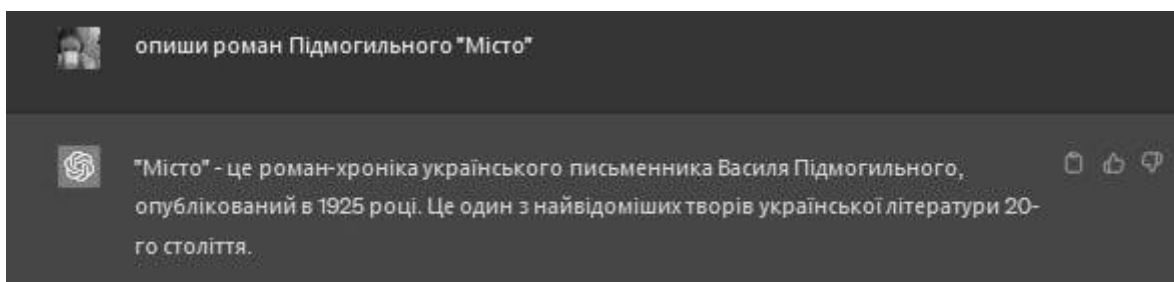 опиши роман Підмогильного "Місто"
"Місто" - це роман-хроніка українського письменника Василя Підмогильного,
опублікований в 1925 році. Це один з найвідоміших творів української літератури 20-
го століття.